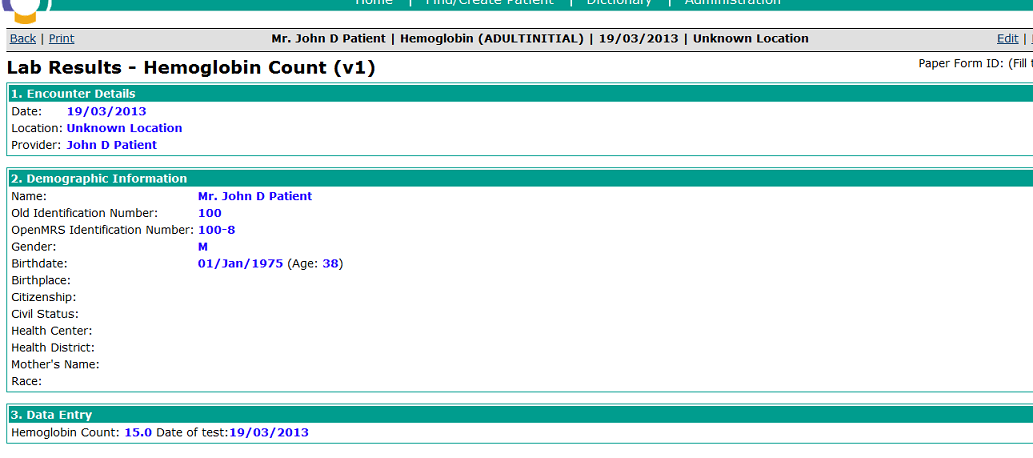 Home | Find/Create Patient | Dictionary | Administration
Back | Print Mr. John D Patient | Hemoglobin (ADULTINITIAL) | 19/03/2013 | Unknown Location Edit |
Lab Results - Hemoglobin Count (v1) Paper Form ID: (Fill
1. Encounter Details
Date: 19/03/2013
Location: Unknown Location
Provider: John D Patient
2. Demographic Information
Name: Mr. John D Patient
Old Identification Number: 100
OpenMRS Identification Number: 100-8
Gender: M
Birthdate: 01/Jan/1975 (Age: 38)
Birthplace:
Citizenship:
Civil Status:
Health Center:
Health District:
Mother's Name:
Race:
3. Data Entry
Hemoglobin Count: 15.0 Date of test:19/03/2013